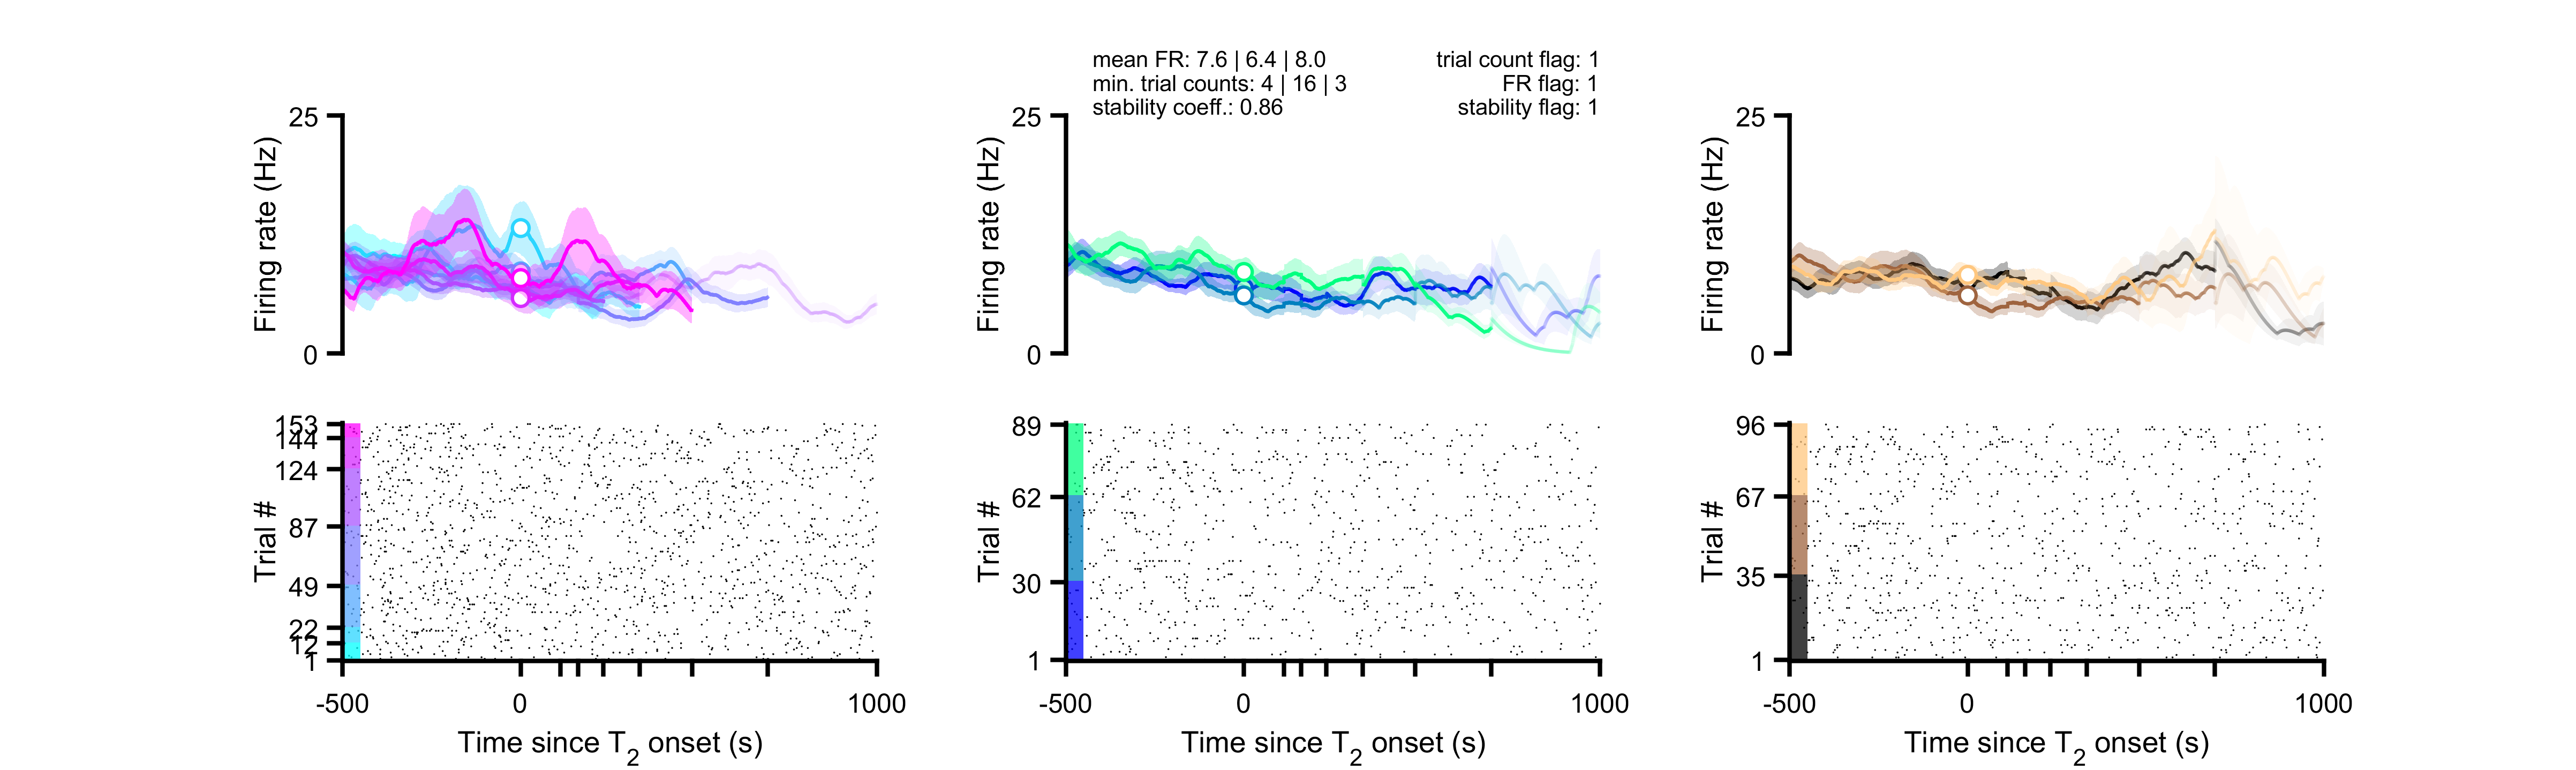 mean FR: 7.6 | 6.4 | 8.0
min. trial counts: 4 | 16 | 3
stability coeff.: 0.86
trial count flag: 1
FR flag: 1
stability flag: 1
Firing rate (Hz)
25
0
Firing rate (Hz)
25
0
Firing rate (Hz)
25
0
Trial #
153
144
124
87
49
22
12
1
-500
0
1000
Time since T2 onset (s)
Trial #
89
62
30
1
-500
0
1000
Time since T2 onset (s)
Trial #
96
67
35
1
-500
0
1000
Time since T2 onset (s)